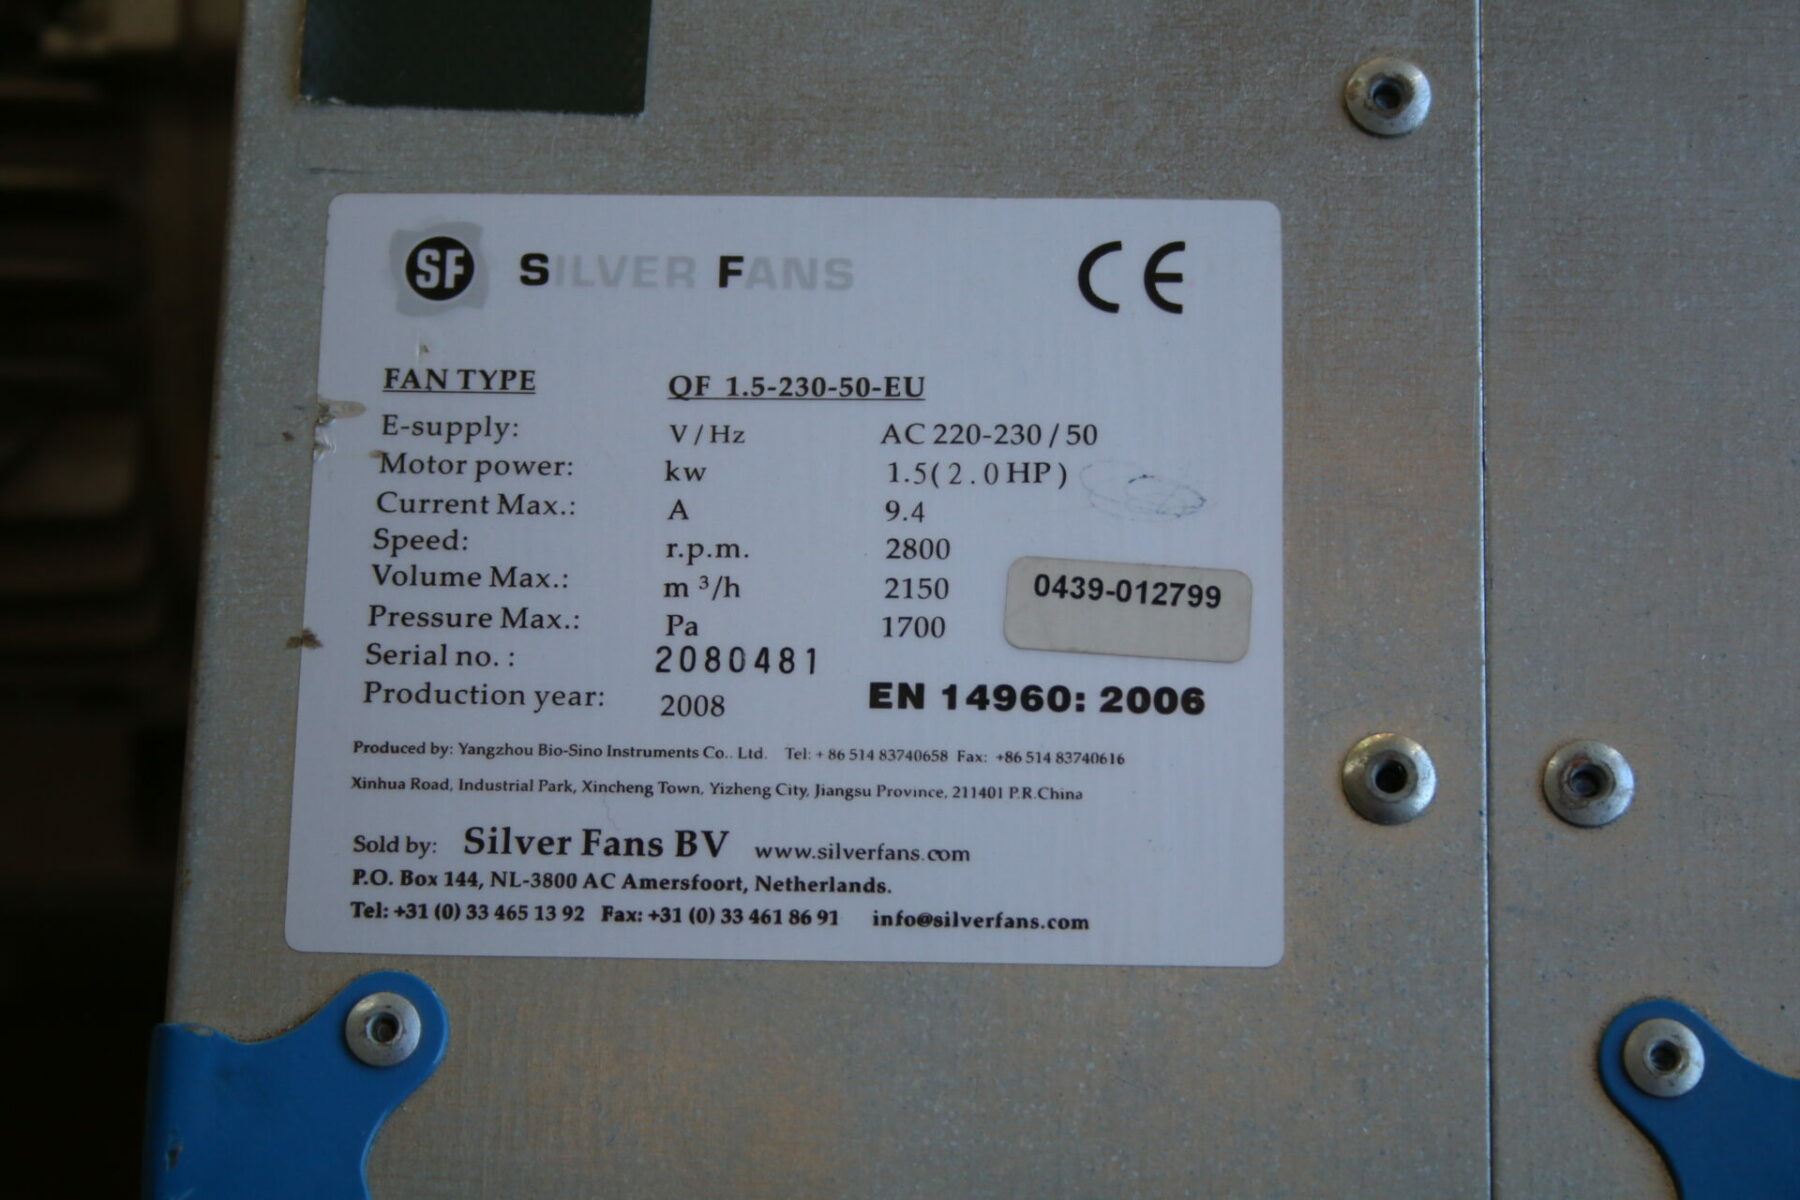 SF SILVER FANS CE
FAN TYPE QF 1.5-230-50-EU
E-supply: V/Hz AC 220-230/50
Motor power: kw 1.5(2.0HP)
Current Max.: A 9.4
Speed: r.p.m. 2800
Volume Max.: m³/h 2150
0439-012799
Pressure Max.: Pa 1700
Serial no.: 2080481
Production year: 2008 EN 14960: 2006
Produced by: Yangzhou Bio-Sino Instruments Co.. Ltd. Tel: + 86 514 83740658 Fax: +86 514 83740616
Xinhua Road, Industrial Park, Xincheng Town, Yizheng City, Jiangsu Province, 211401 P.R.China
Sold by: Silver Fans BV www.silverfans.com
P.O. Box 144, NL-3800 AC Amersfoort, Netherlands.
Tel: +31 (0) 33 465 13 92 Fax: +31 (0) 33 461 86 91 info@silverfans.com